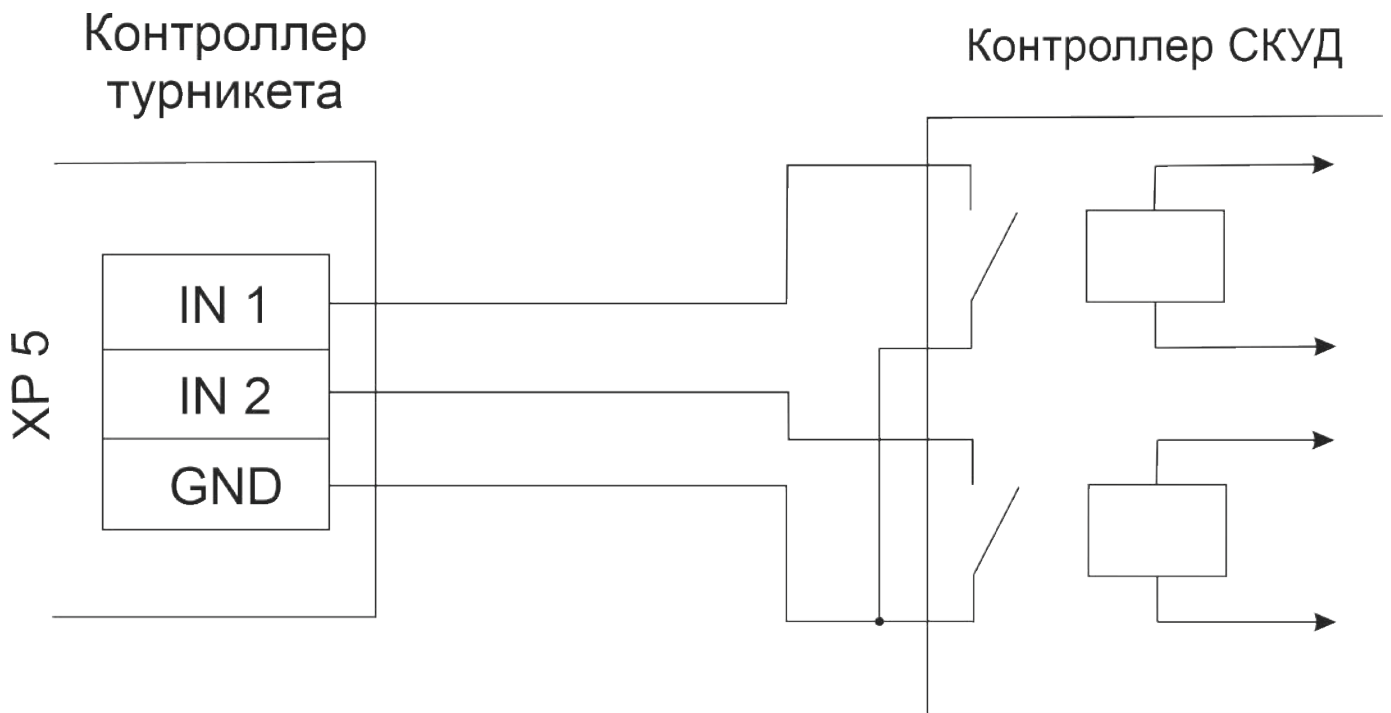 Контроллер
турникета
Контроллер СКУД
XP 5
IN 1
IN 2
GND